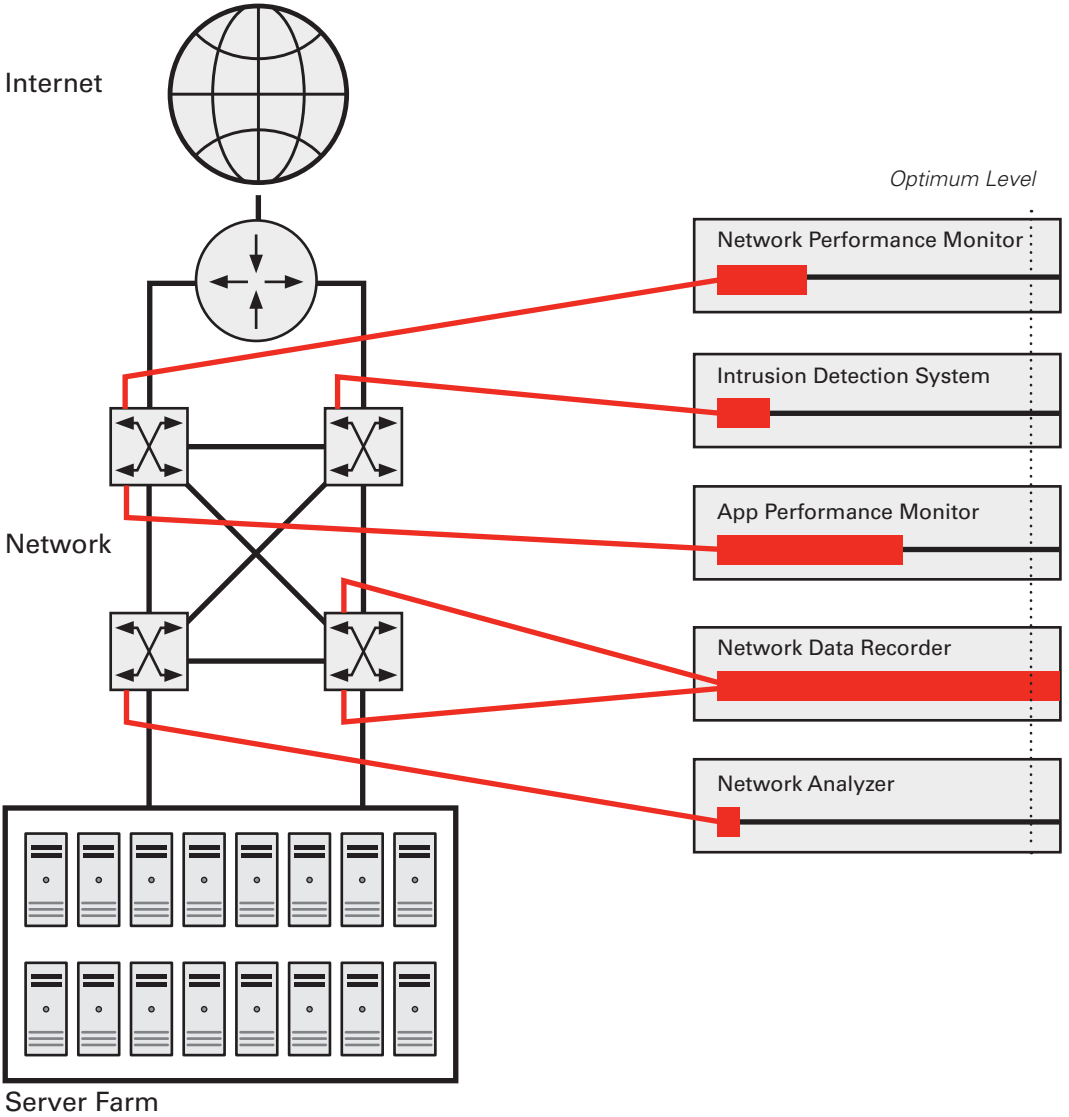 Internet
Optimum Level
Network Performance Monitor
Intrusion Detection System
App Performance Monitor
Network
Network Data Recorder
Network Analyzer
Server Farm